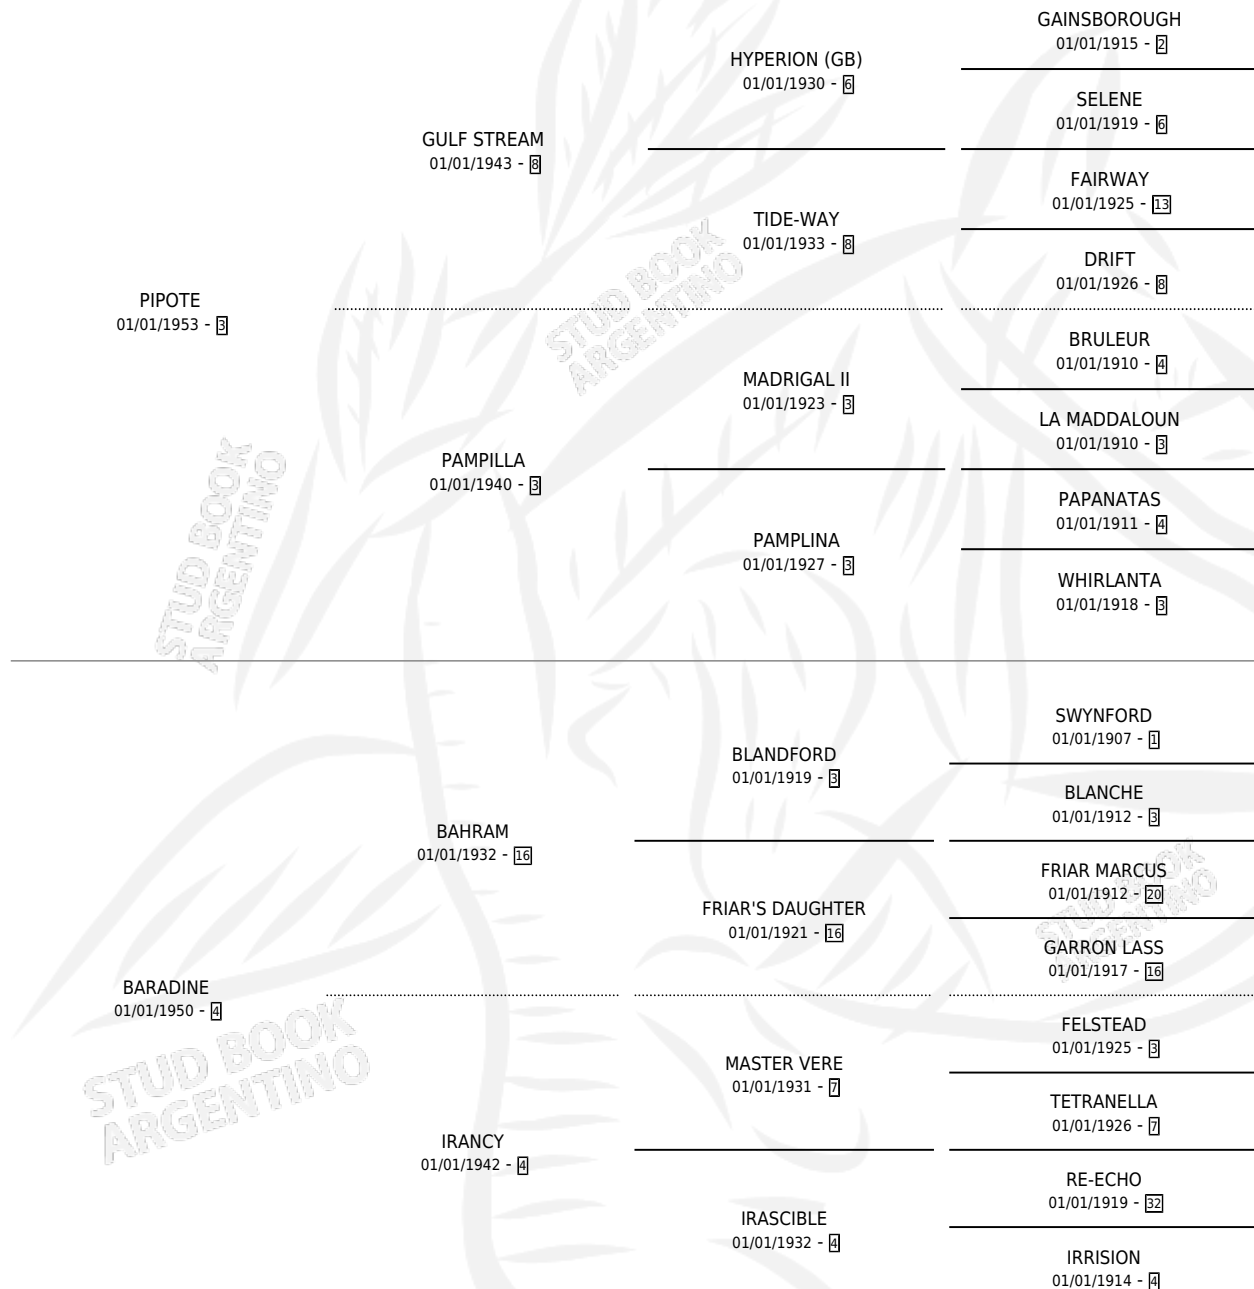 GAINSBOROUGH
01/01/1915 - 2
HYPERION (GB)
01/01/1930 - 6
SELENE
01/01/1919 - 6
GULF STREAM
01/01/1943 - 8
FAIRWAY
01/01/1925 - 13
TIDE-WAY
01/01/1933 - 8
DRIFT
01/01/1926 - 8
PIPOTE
01/01/1953 - 3
BRULEUR
01/01/1910 - 4
MADRIGAL II
01/01/1923 - 3
LA MADDALOUN
01/01/1910 - 3
PAMPILLA
01/01/1940 - 3
PAPANATAS
01/01/1911 - 4
PAMPLINA
01/01/1927 - 3
WHIRLANTA
01/01/1918 - 3
SWYNFORD
01/01/1907 - 1
BLANDFORD
01/01/1919 - 3
BLANCHE
01/01/1912 - 3
BAHRAM
01/01/1932 - 16
FRIAR MARCUS
01/01/1912 - 20
FRIAR'S DAUGHTER
01/01/1921 - 16
GARRON LASS
01/01/1917 - 16
BARADINE
01/01/1950 - 4
FELSTEAD
01/01/1925 - 3
MASTER VERE
01/01/1931 - 7
TETRANELLA
01/01/1926 - 7
IRANCY
01/01/1942 - 4
RE-ECHO
01/01/1919 - 32
IRASCIBLE
01/01/1932 - 4
IRRISION
01/01/1914 - 4
STUD BOOK
ARGENTINO
STUD BOOK
ARGENTINO
STUD BOOK
ARGENTINO
STUD BOOK
ARGENTINO